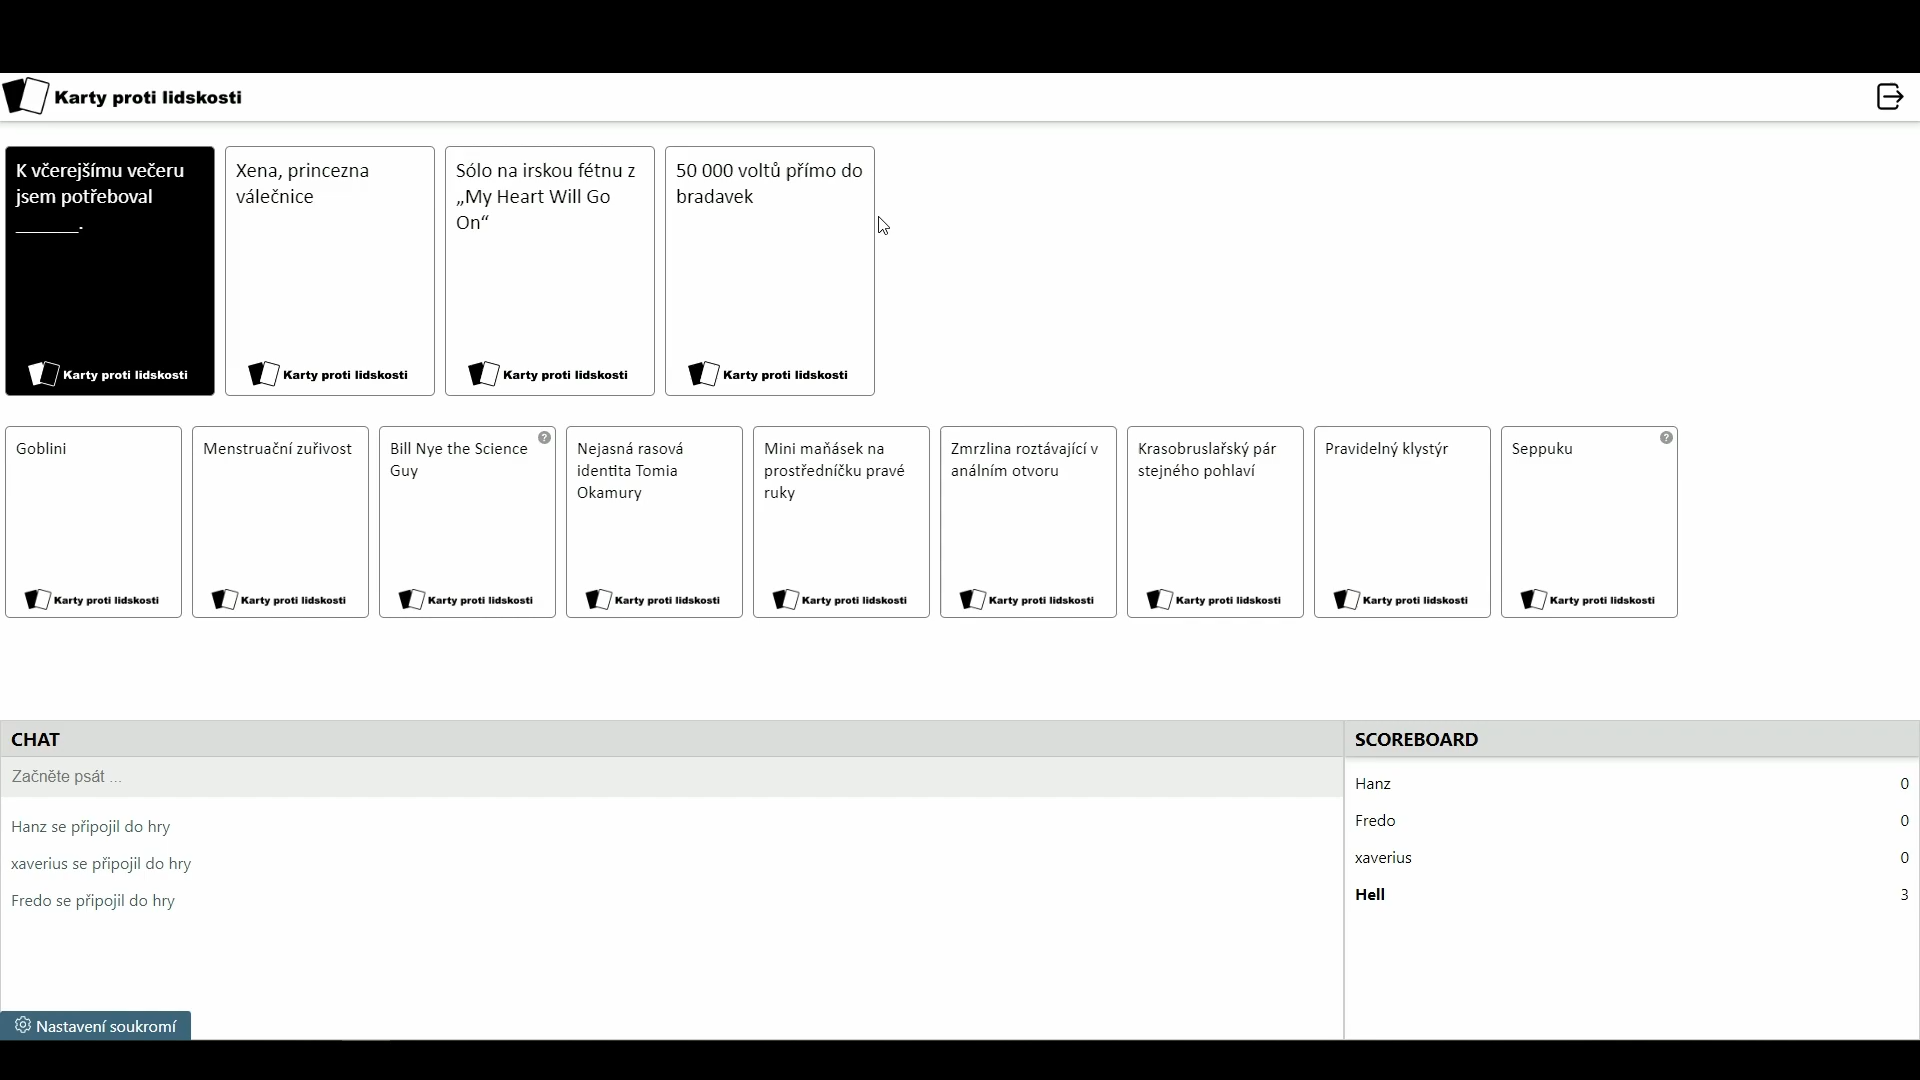 Karty proti lidskosti
K včerejšímu večeru
jsem potřeboval
_______.
Karty proti lidskosti
Xena, princezna
válečnice
Karty proti lidskosti
Sólo na irskou fétnu z
„My Heart Will Go
On“
Karty proti lidskosti
50 000 voltů přímo do
bradavek
Karty proti lidskosti
Goblini
Karty proti lidskosti
Menstruační zuřivost
Karty proti lidskosti
Bill Nye the Science
Guy
?
Karty proti lidskosti
Nejasná rasová
identita Tomia
Okamury
Karty proti lidskosti
Mini maňásek na
prostředníčku pravé
ruky
Karty proti lidskosti
Zmrzlina roztávající v
análním otvoru
Karty proti lidskosti
Krasobruslařský pár
stejného pohlaví
Karty proti lidskosti
Pravidelný klystýr
Karty proti lidskosti
Seppuku
?
Karty proti lidskosti
CHAT
Začněte psát ...
Hanz se připojil do hry
xaverius se připojil do hry
Fredo se připojil do hry
Nastavení soukromí
SCOREBOARD
Hanz 0
Fredo 0
xaverius 0
Hell 3